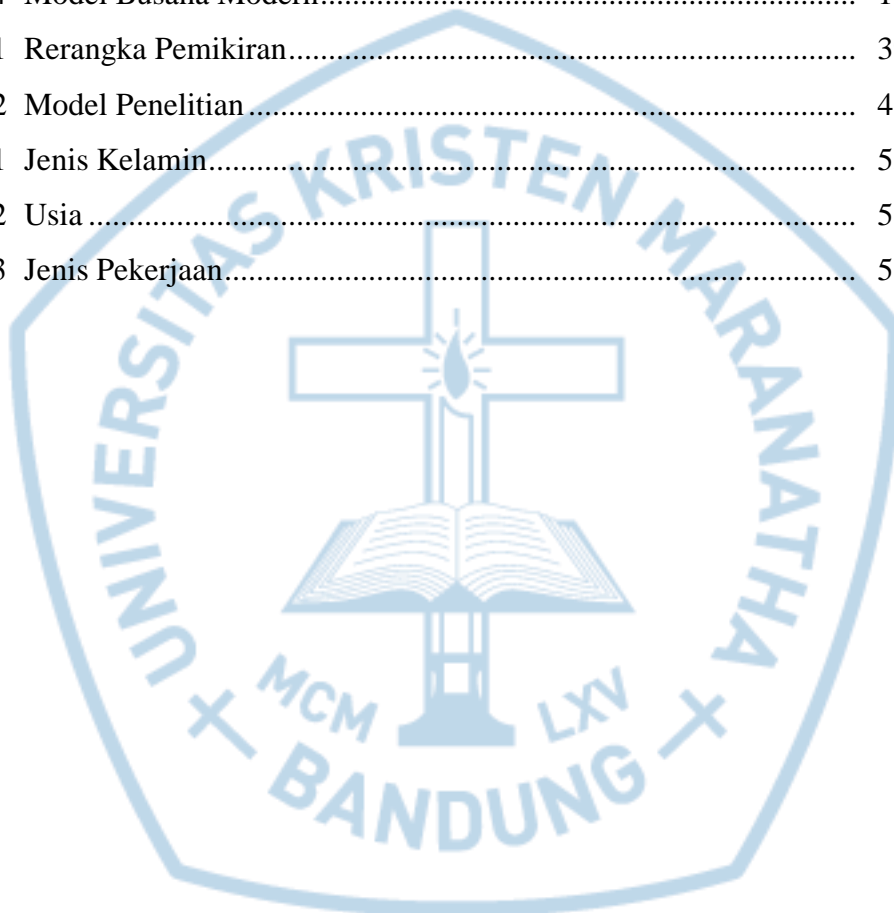 Model Busana Modern
1 Rerangka Pemikiran ........................................................ 3
2 Model Penelitian ........................................................ 4
1 Jenis Kelamin ........................................................ 5
2 Usia ........................................................ 5
3 Jenis Pekerjaan ........................................................ 5
UNIVERSITAS KRISTEN MARANATHA
MCM LXV
BANDUNG